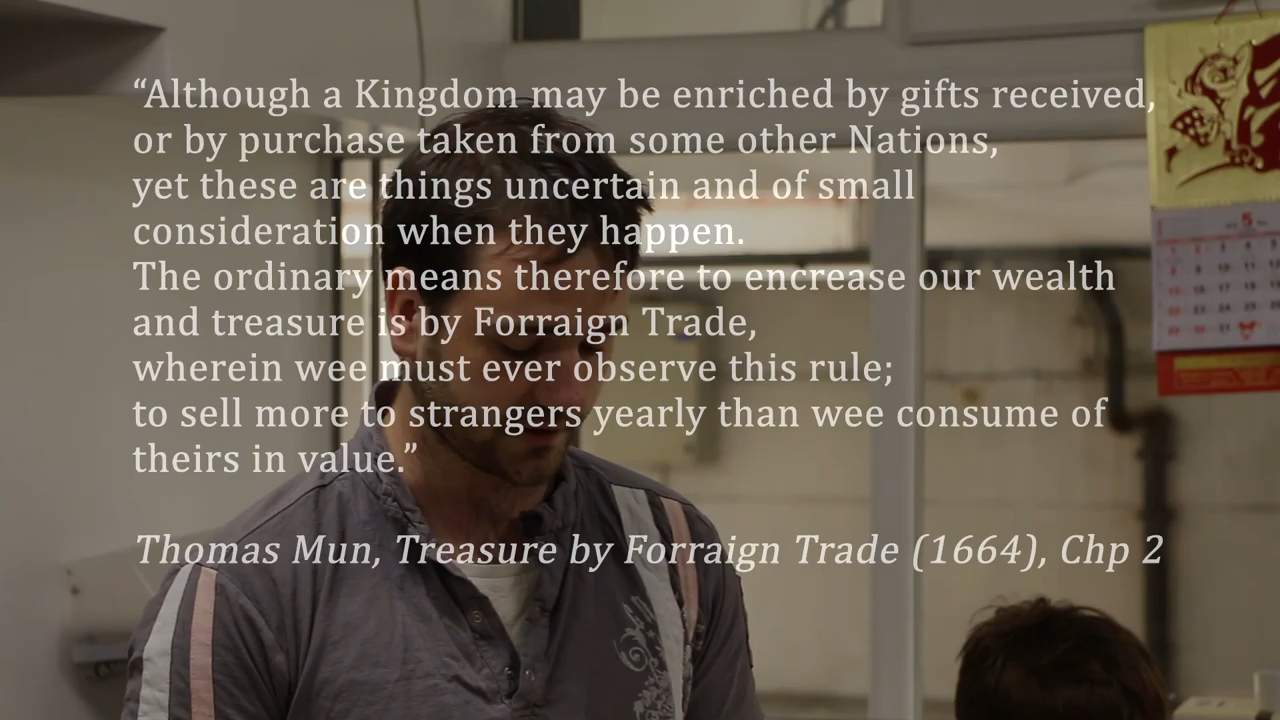 “Although a Kingdom may be enriched by gifts received,
or by purchase taken from some other Nations,
yet these are things uncertain and of small
consideration when they happen.
The ordinary means therefore to encrease our wealth
and treasure is by Forraign Trade,
wherein wee must ever observe this rule;
to sell more to strangers yearly than wee consume of
theirs in value.”
Thomas Mun, Treasure by Forraign Trade (1664), Chp 2